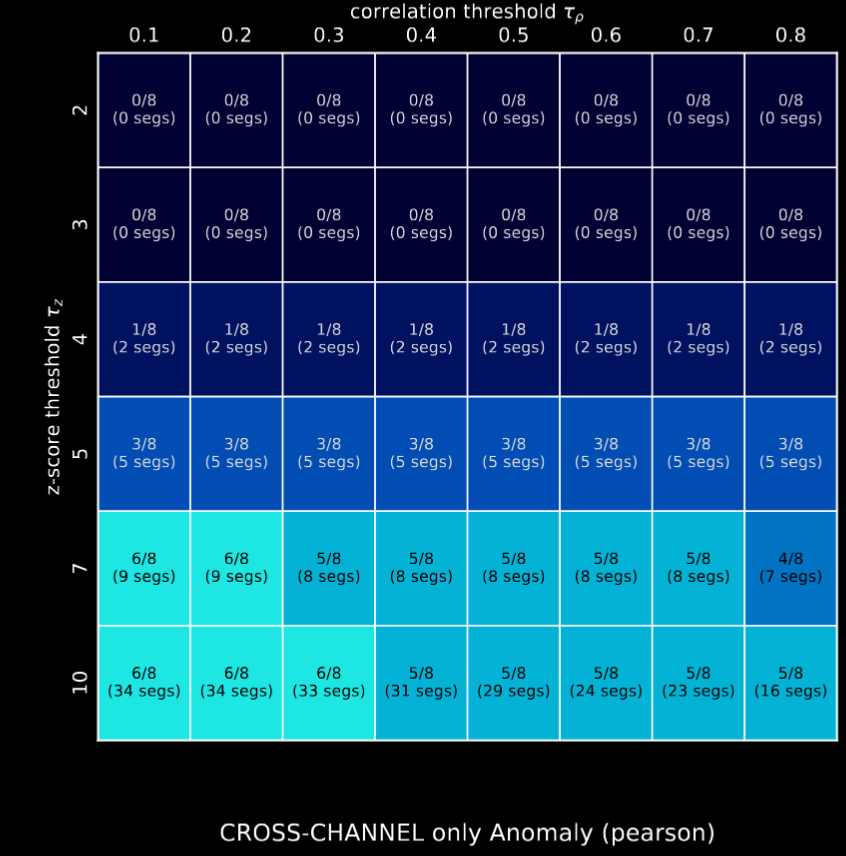 correlation threshold τρ
0.1 0.2 0.3 0.4 0.5 0.6 0.7 0.8
z-score threshold τz
2
0/8 0/8 0/8 0/8 0/8 0/8 0/8 0/8
(0 segs) (0 segs) (0 segs) (0 segs) (0 segs) (0 segs) (0 segs) (0 segs)
3
0/8 0/8 0/8 0/8 0/8 0/8 0/8 0/8
(0 segs) (0 segs) (0 segs) (0 segs) (0 segs) (0 segs) (0 segs) (0 segs)
4
1/8 1/8 1/8 1/8 1/8 1/8 1/8 1/8
(2 segs) (2 segs) (2 segs) (2 segs) (2 segs) (2 segs) (2 segs) (2 segs)
5
3/8 3/8 3/8 3/8 3/8 3/8 3/8 3/8
(5 segs) (5 segs) (5 segs) (5 segs) (5 segs) (5 segs) (5 segs) (5 segs)
7
6/8 6/8 5/8 5/8 5/8 5/8 5/8 4/8
(9 segs) (9 segs) (8 segs) (8 segs) (8 segs) (8 segs) (8 segs) (7 segs)
10
6/8 6/8 6/8 5/8 5/8 5/8 5/8 5/8
(34 segs) (34 segs) (33 segs) (31 segs) (29 segs) (24 segs) (23 segs) (16 segs)
CROSS-CHANNEL only Anomaly (pearson)